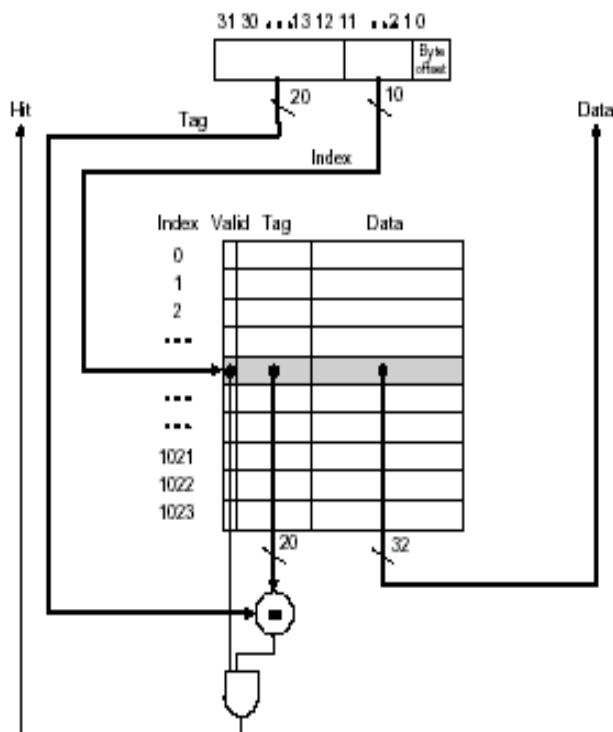 31 30 ... 13 12 11 ... 2 1 0
Byte
offset
20 10
Hit Data
Tag
Index
Index Valid Tag Data
0
1
2
...
...
...
1021
1022
1023
20 32
=